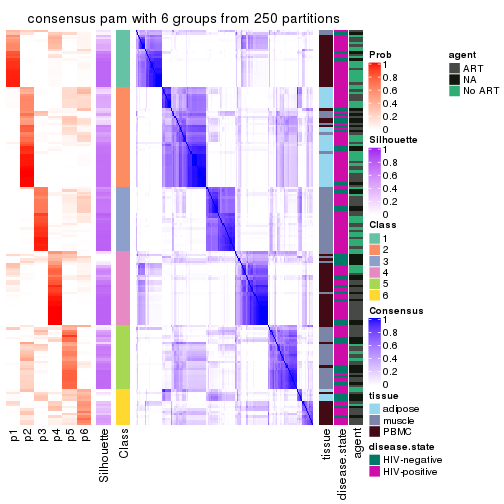 consensus pam with 6 groups from 250 partitions
Prob
1
0.8
0.6
0.4
0.2
0
agent
ART
NA
No ART
Silhouette
1
0.8
0.6
0.4
0.2
0
Class
1
2
3
4
5
6
Consensus
1
0.8
0.6
0.4
0.2
0
tissue
adipose
muscle
PBMC
disease.state
HIV-negative
HIV-positive
p1
p2
p3
p4
p5
p6
Silhouette
Class
tissue
disease.state
agent